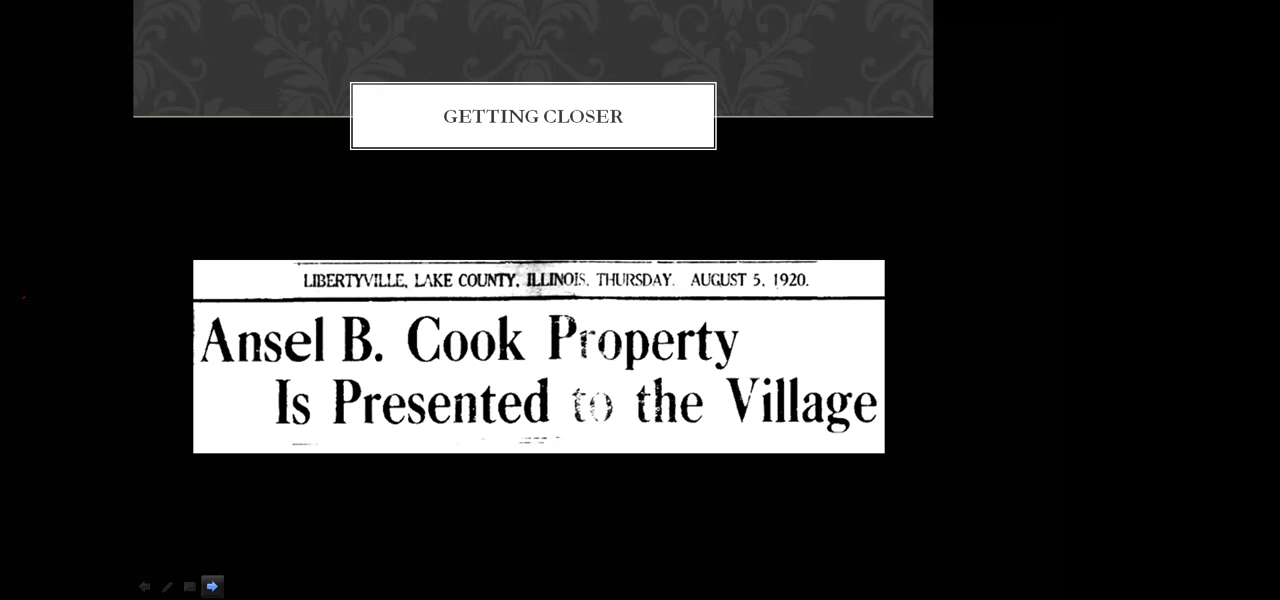 GETTING CLOSER
LIBERTYVILLE, LAKE COUNTY, ILLINOIS, THURSDAY, AUGUST 5, 1920.
Ansel B. Cook Property
Is Presented to the Village